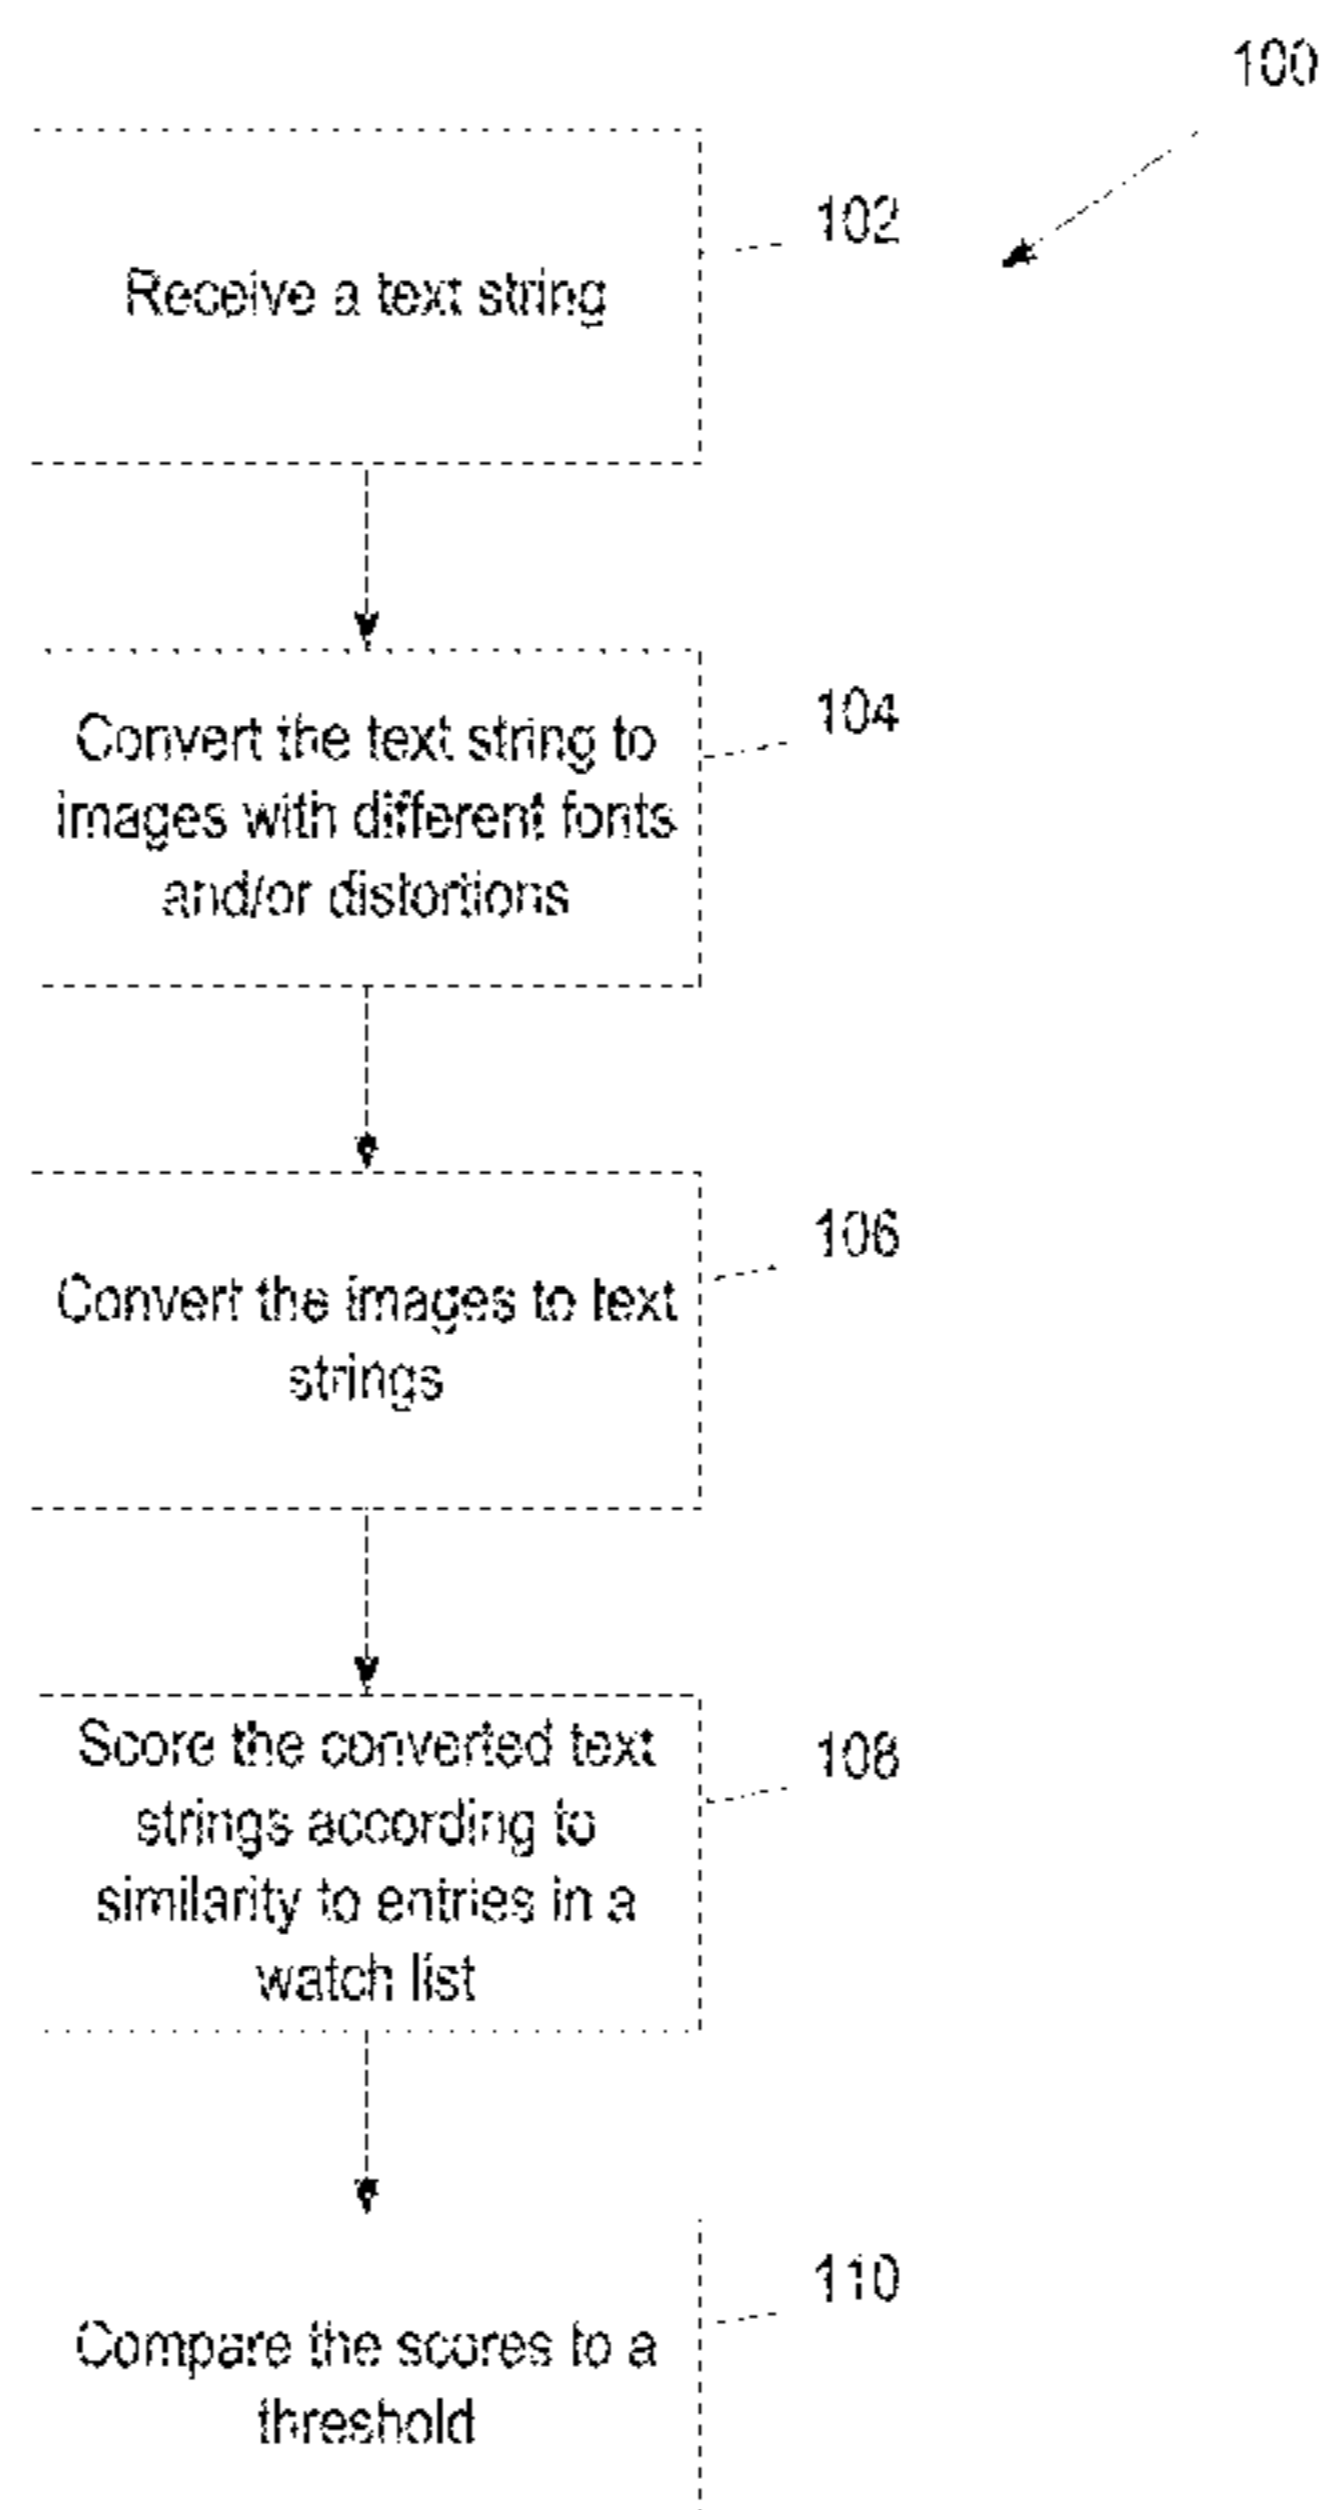 100
102
Receive a text string
104
Convert the text string to
images with different fonts
and/or distortions
106
Convert the images to text
strings
108
Score the converted text
strings according to
similarity to entries in a
watch list
110
Compare the scores to a
threshold